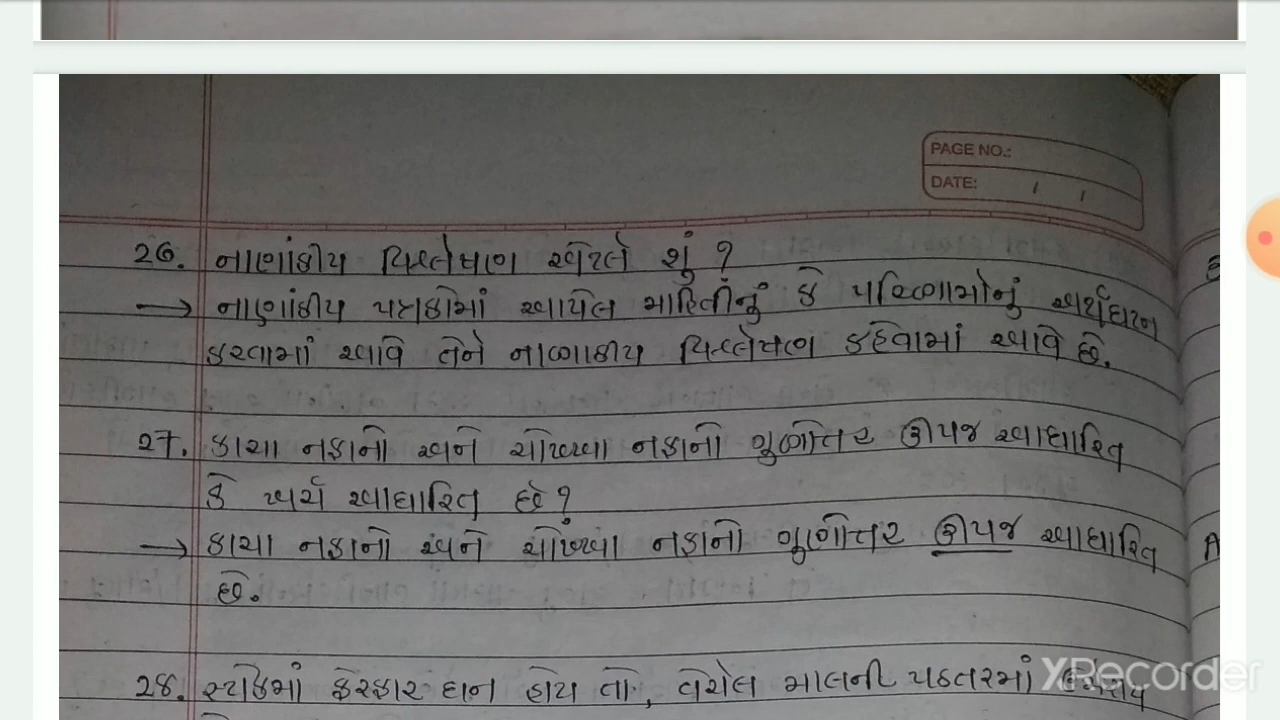 PAGE NO.:
DATE: / /
26. નાણાંકીય વિશ્લેષણ એટલે શું ?
→ નાણાંકીય પત્રકોમાં આપેલ માહિતીનું કે પરિણામોનું અર્થઘટન
કરવામાં આવે તેને નાણાકીય વિશ્લેષણ કહેવામાં આવે છે.
27. કાચા નફાનો અને ચોખ્ખા નફાનો ગુણોત્તર ઊપજ આધારિત
કે ખર્ચ આધારિત છે ?
→ કાચા નફાનો અને ચોખ્ખા નફાનો ગુણોત્તર ઊપજ આધારિત
છે.
28. સ્ટોકમાં ફેરફાર ધન હોય તો, વેચેલ માલની પડતરમાં
XRecorder